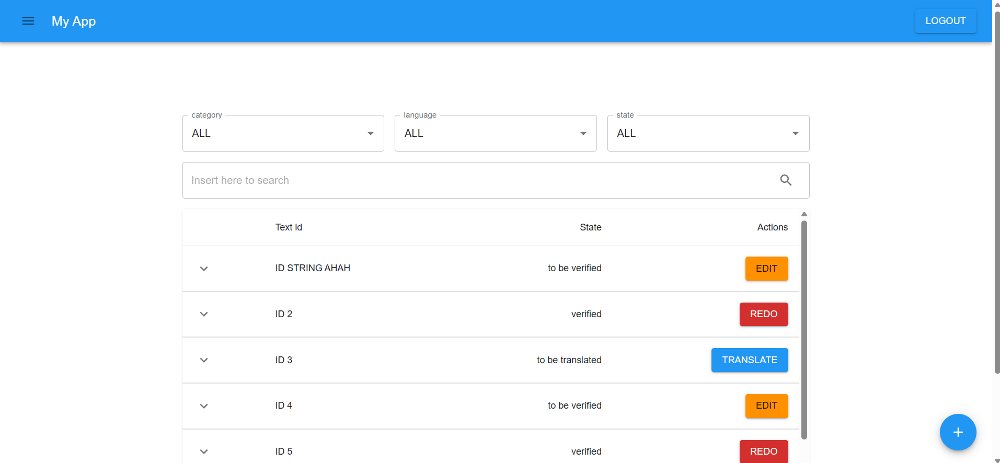 My App
LOGOUT
category
language
state
ALL
ALL
ALL
Insert here to search
Text id State Actions
ID STRING AHAH to be verified EDIT
ID 2 verified REDO
ID 3 to be translated TRANSLATE
ID 4 to be verified EDIT
ID 5 verified REDO